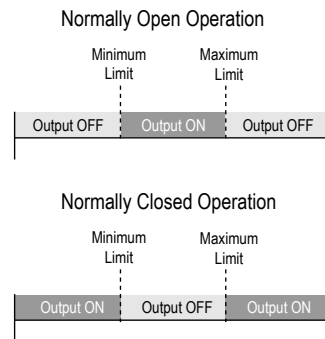 Normally Open Operation
Minimum Limit
Maximum Limit
Output OFF
Output ON
Output OFF
Normally Closed Operation
Minimum Limit
Maximum Limit
Output ON
Output OFF
Output ON